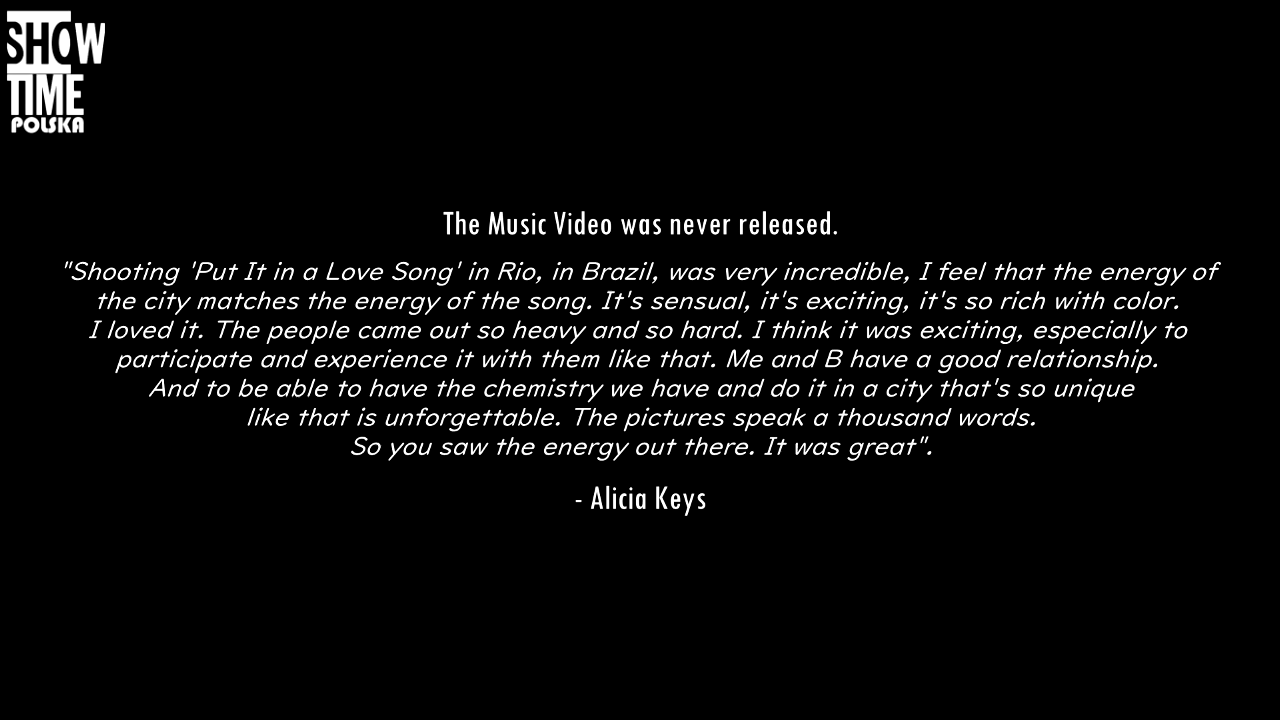 SHOW
TIME
POLSKA
The Music Video was never released.
"Shooting 'Put It in a Love Song' in Rio, in Brazil, was very incredible, I feel that the energy of
the city matches the energy of the song. It's sensual, it's exciting, it's so rich with color.
I loved it. The people came out so heavy and so hard. I think it was exciting, especially to
participate and experience it with them like that. Me and B have a good relationship.
And to be able to have the chemistry we have and do it in a city that's so unique
like that is unforgettable. The pictures speak a thousand words.
So you saw the energy out there. It was great".
- Alicia Keys